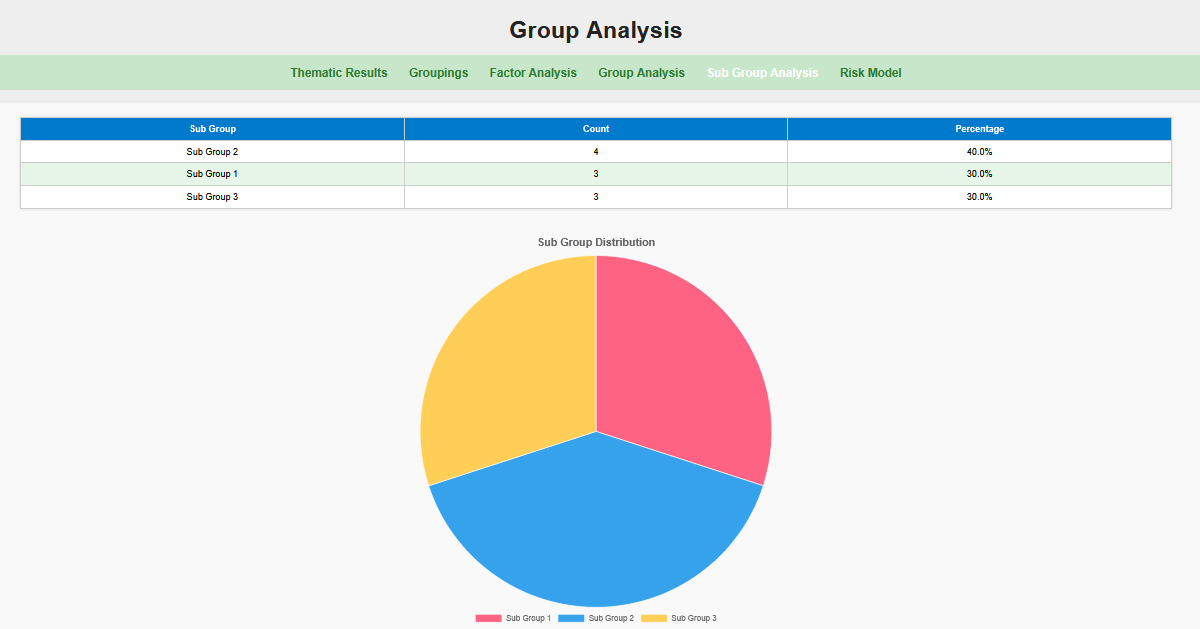 Group Analysis
Thematic Results Groupings Factor Analysis Group Analysis Sub Group Analysis Risk Model
Sub Group Count Percentage
Sub Group 2 4 40.0%
Sub Group 1 3 30.0%
Sub Group 3 3 30.0%
Sub Group Distribution
Sub Group 1 Sub Group 2 Sub Group 3